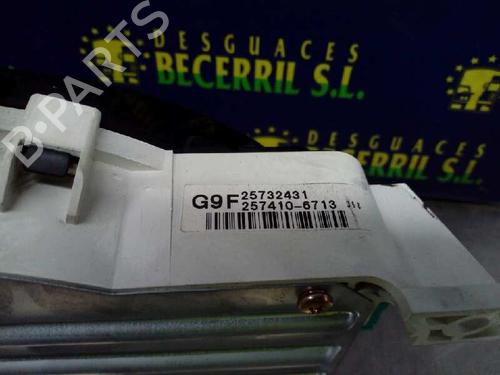 DESGUACES
BECERRIL S.L.
DESGUACES
BECERRIL S.L.
B-PARTS
G9F 25732431
257410-6713